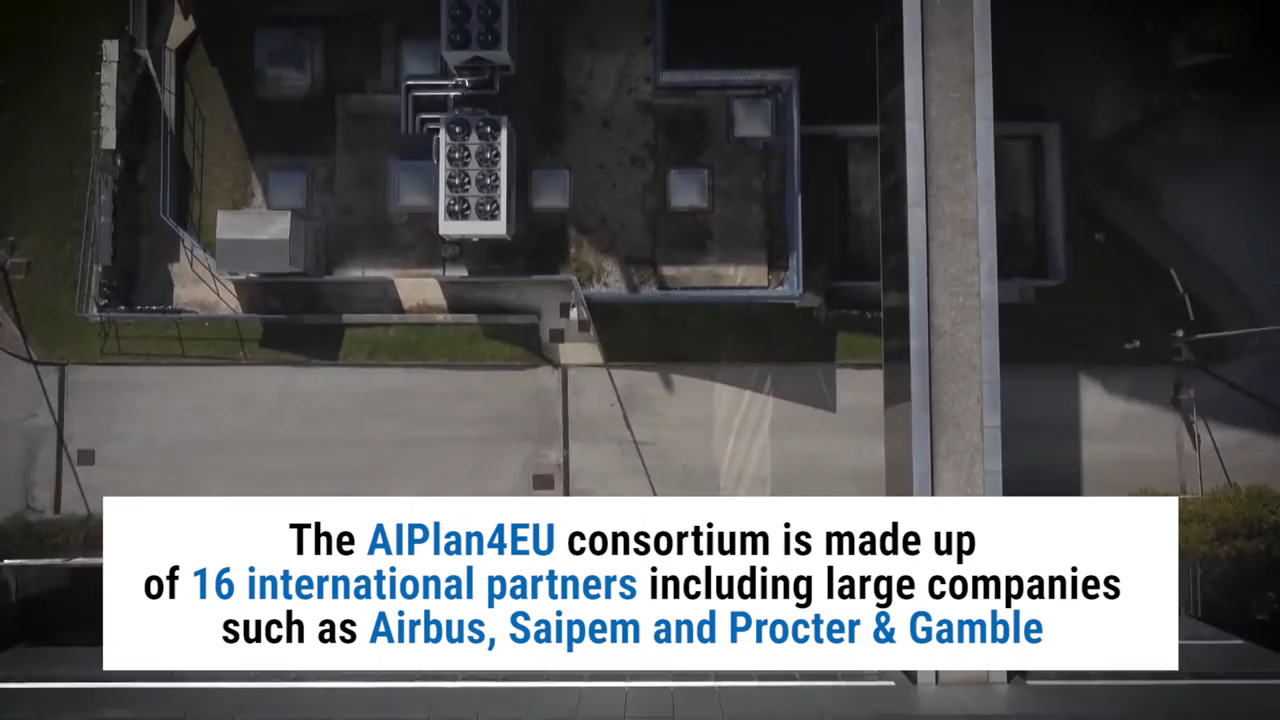 The AIPlan4EU consortium is made up
of 16 international partners including large companies
such as Airbus, Saipem and Procter & Gamble